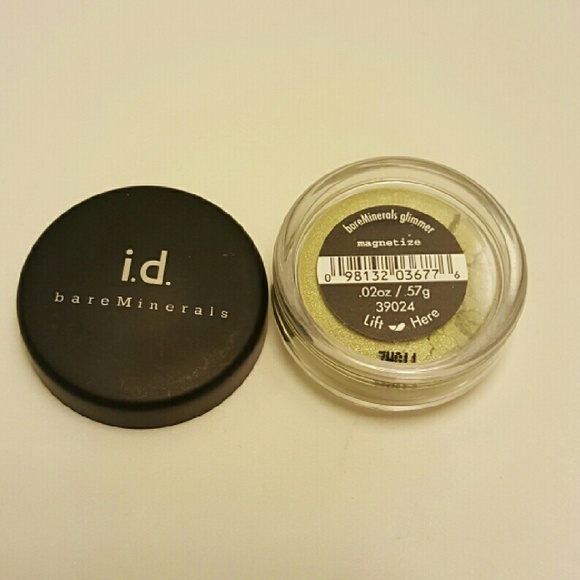 i.d.
bareMinerals
bareMinerals glimmer
magnetize
0 98132 03677 6
.02oz / .57g
39024
Lift Here